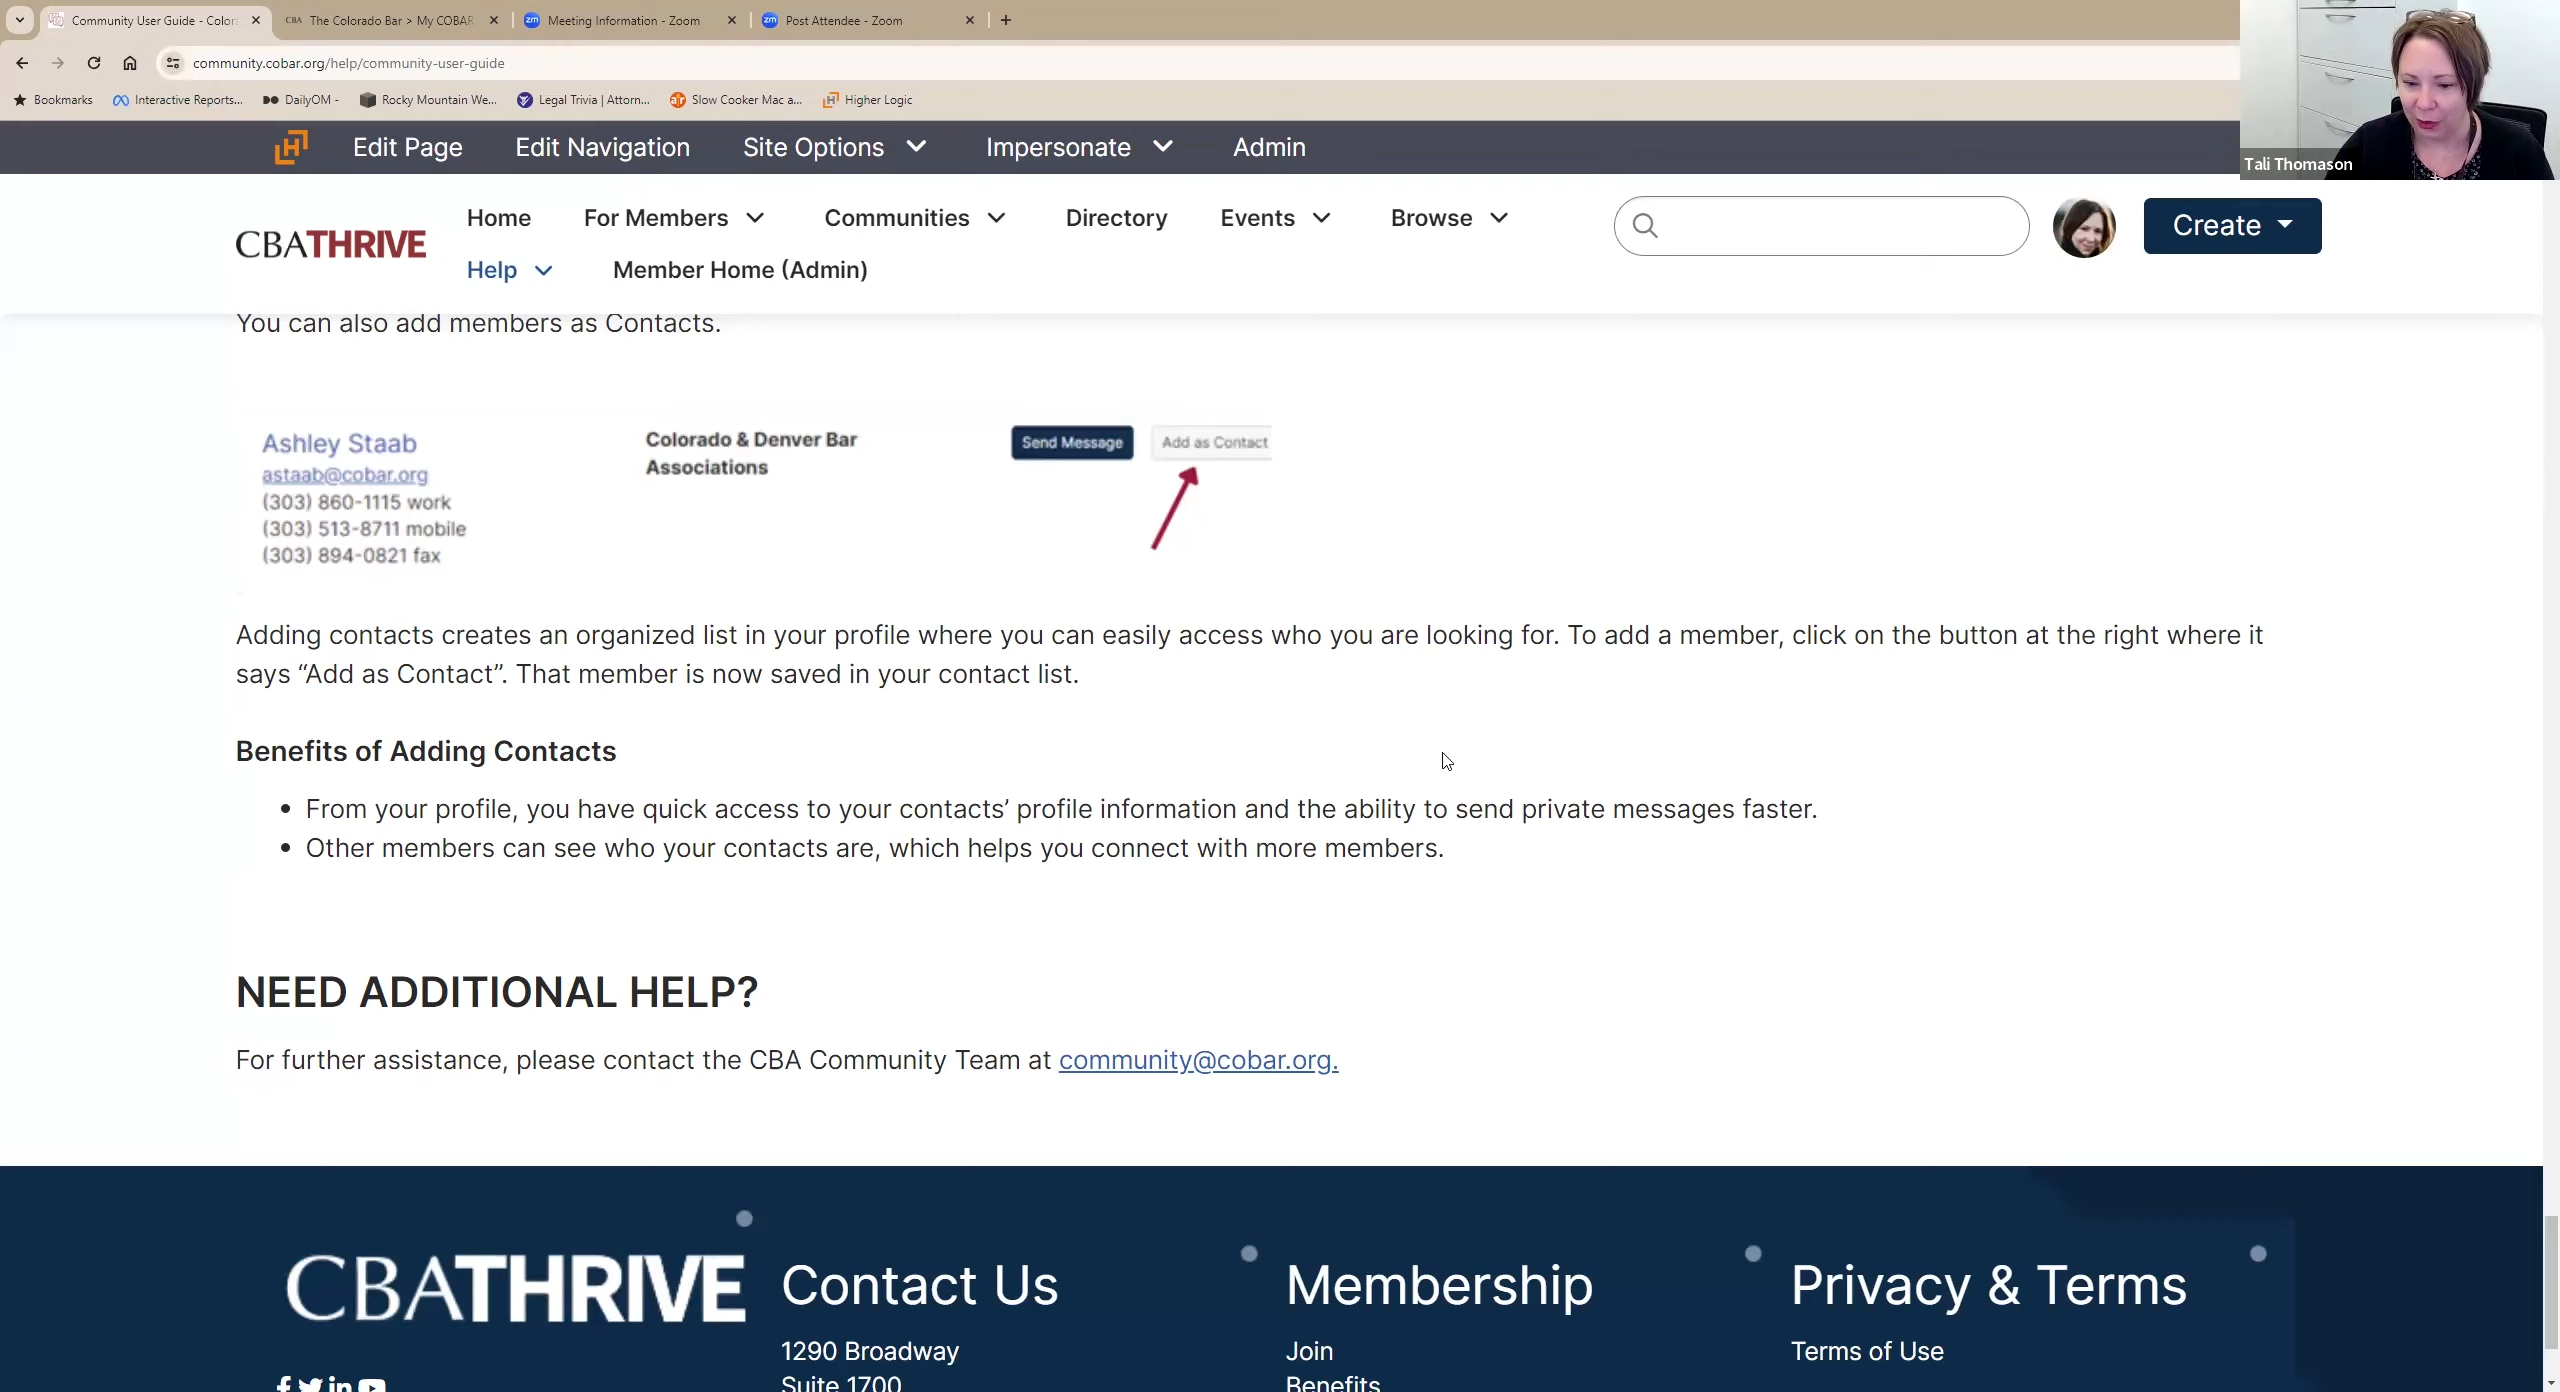 Community User Guide - Color
The Colorado Bar > My COBAR
zm Meeting Information - Zoom
zm Post Attendee - Zoom
community.cobar.org/help/community-user-guide
Bookmarks
Interactive Reports...
DailyOM -
Rocky Mountain We...
Legal Trivia | Attorn...
Slow Cooker Mac a...
Higher Logic
Edit Page
Edit Navigation
Site Options
Impersonate
Admin
Tali Thomason
CBATHRIVE
Home
For Members
Communities
Directory
Events
Browse
Help
Member Home (Admin)
Create
You can also add members as Contacts.
Ashley Staab
astaab@cobar.org
(303) 860-1115 work
(303) 513-8711 mobile
(303) 894-0821 fax
Colorado & Denver Bar
Associations
Send Message
Add as Contact
Adding contacts creates an organized list in your profile where you can easily access who you are looking for. To add a member, click on the button at the right where it
says “Add as Contact”. That member is now saved in your contact list.
Benefits of Adding Contacts
• From your profile, you have quick access to your contacts’ profile information and the ability to send private messages faster.
• Other members can see who your contacts are, which helps you connect with more members.
NEED ADDITIONAL HELP?
For further assistance, please contact the CBA Community Team at community@cobar.org.
CBATHRIVE
Contact Us
1290 Broadway
Suite 1700
Membership
Join
Benefits
Privacy & Terms
Terms of Use